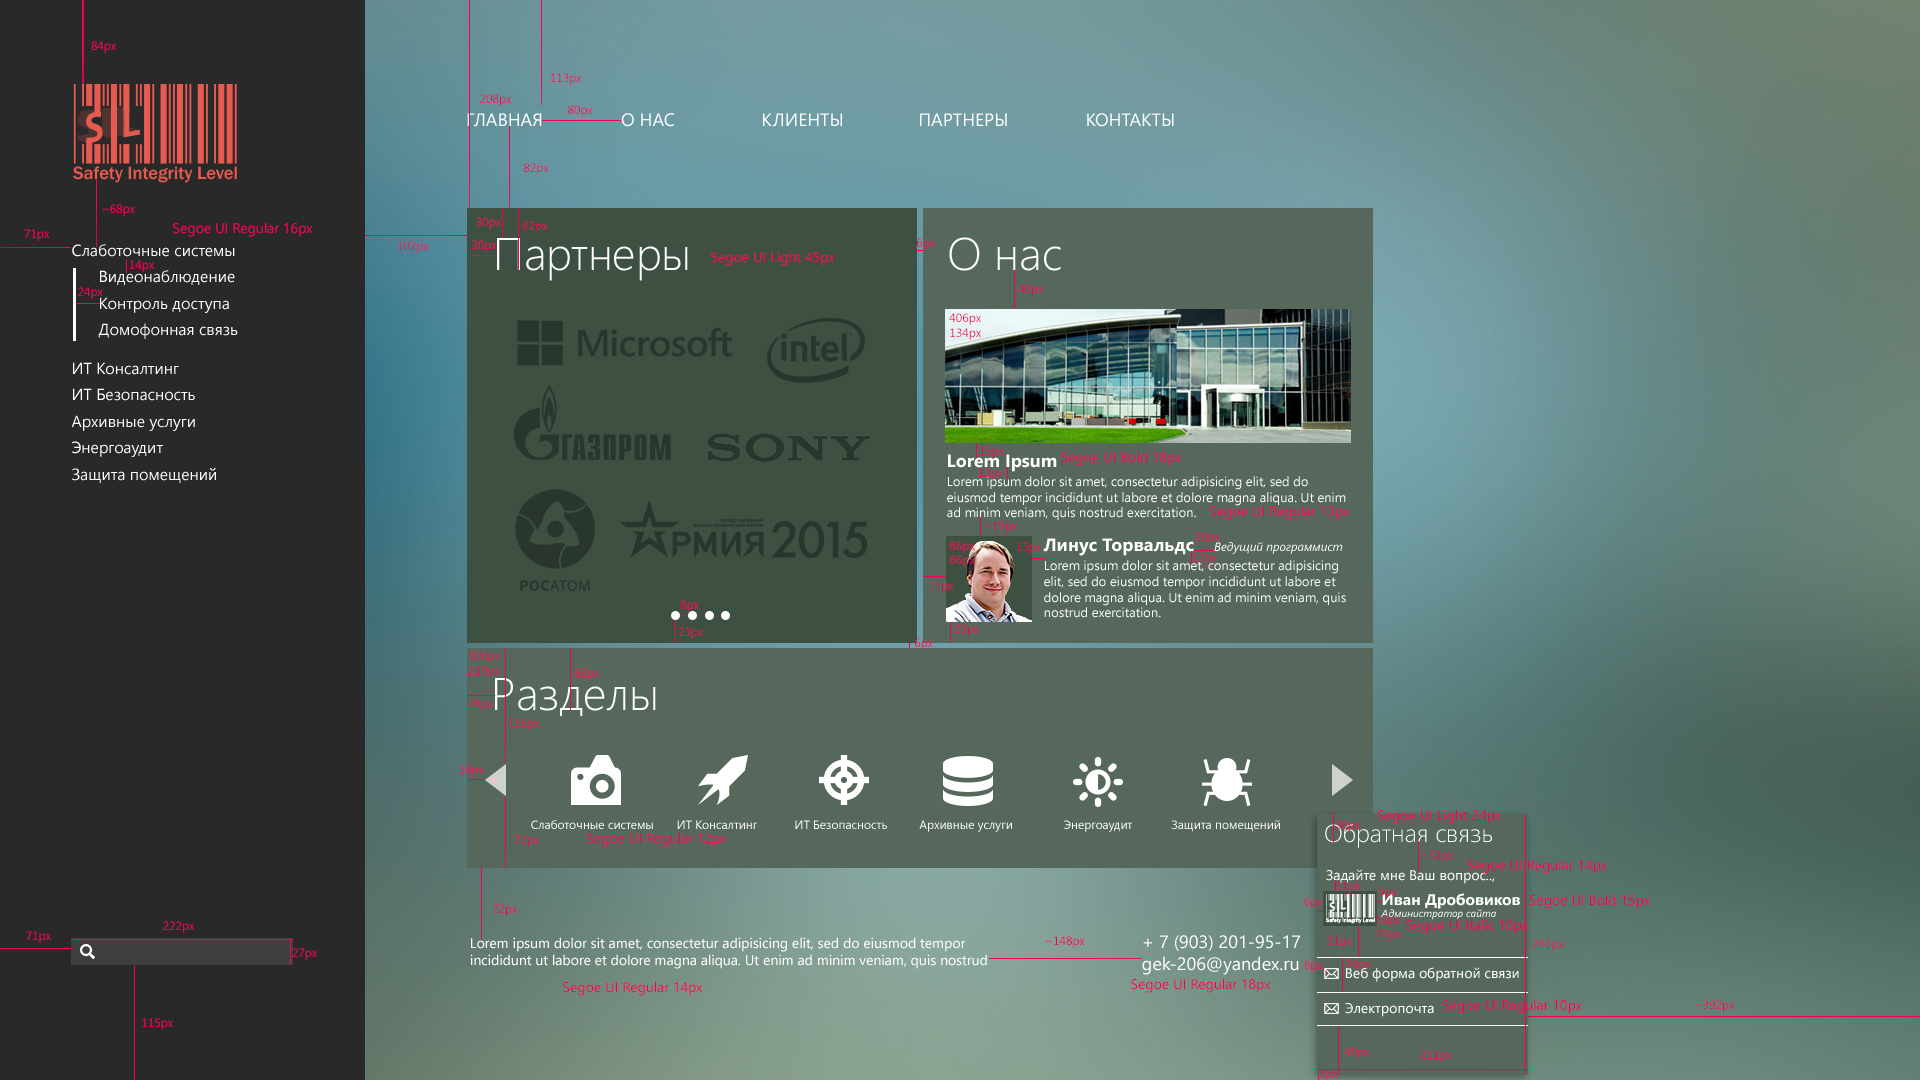 84px
Safety Integrity Level
~68px
Segoe UI Regular 16px
71px
Слаботочные системы
14px
Видеонаблюдение
24px
Контроль доступа
Домофонная связь
ИТ Консалтинг
ИТ Безопасность
Архивные услуги
Энергоаудит
Защита помещений
222px
71px
27px
115px
113px
208px
80px
ГЛАВНАЯ
О НАС
КЛИЕНТЫ
ПАРТНЕРЫ
КОНТАКТЫ
82px
30px
62px
30px
Партнеры
Segoe UI Light 45px
Microsoft
intel
ГАЗПРОМ
SONY
РОСАТОМ
АРМИЯ 2015
8px
23px
О нас
406px
134px
Lorem Ipsum
Segoe UI Bold 18px
Lorem ipsum dolor sit amet, consectetur adipisicing elit, sed do
eiusmod tempor incididunt ut labore et dolore magna aliqua. Ut enim
ad minim veniam, quis nostrud exercitation.
Segoe UI Regular 13px
86px
86px
Линус Торвальдс
Ведущий программист
Lorem ipsum dolor sit amet, consectetur adipisicing
elit, sed do eiusmod tempor incididunt ut labore et
dolore magna aliqua. Ut enim ad minim veniam, quis
nostrud exercitation.
6px
Разделы
62px
Слаботочные системы
ИТ Консалтинг
ИТ Безопасность
Архивные услуги
Энергоаудит
Защита помещений
Segoe UI Regular 12px
72px
Lorem ipsum dolor sit amet, consectetur adipisicing elit, sed do eiusmod tempor
incididunt ut labore et dolore magna aliqua. Ut enim ad minim veniam, quis nostrud
Segoe UI Regular 14px
~148px
+ 7 (903) 201-95-17
gek-206@yandex.ru
Segoe UI Regular 18px
Segoe UI Light 24px
Обратная связь
Segoe UI Regular 14px
Задайте мне Ваш вопрос..,
6px
Иван Дробовиков
Segoe UI Bold 15px
Администратор сайта
Segoe UI Italic 10px
6px
Веб форма обратной связи
Электропочта
Segoe UI Regular 10px
~392px